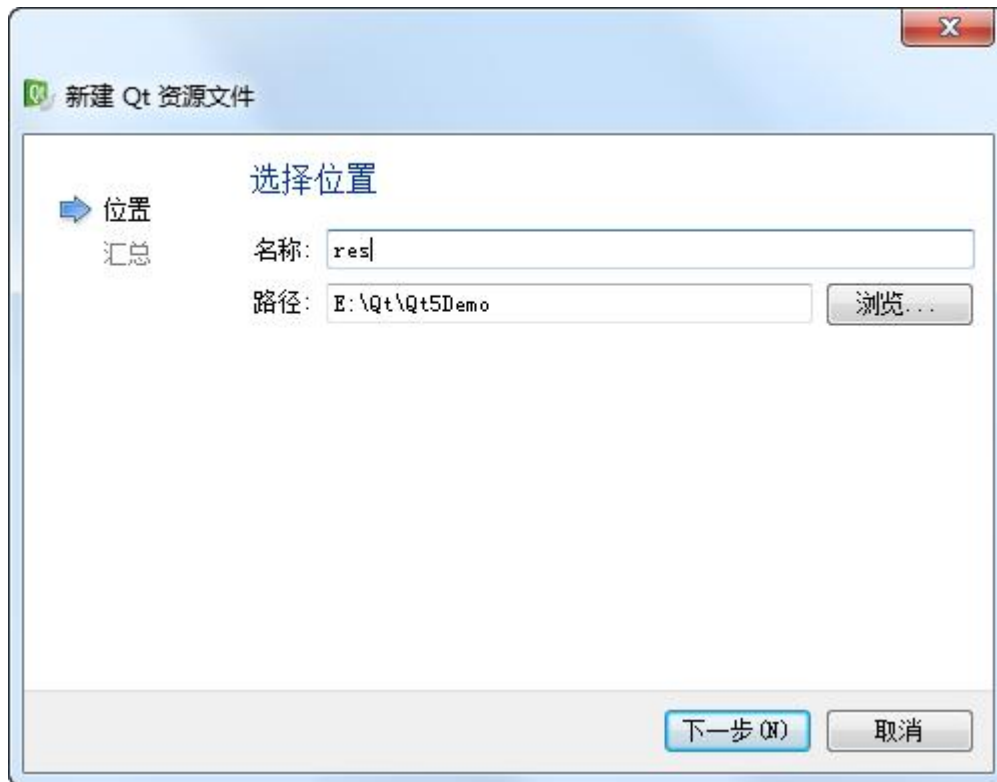 新建 Qt 资源文件
位置
汇总
选择位置
名称: res
路径: E:\Qt\Qt5Demo 浏览...
下一步(N) 取消